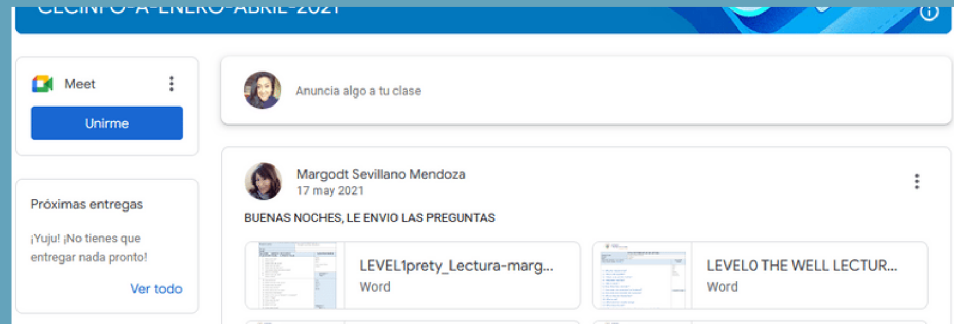 CECINFO-A-ENERO-ABRIL-2021
Meet
Unirme
Anuncia algo a tu clase
Próximas entregas
¡Yuju! ¡No tienes que
entregar nada pronto!
Ver todo
Margodt Sevillano Mendoza
17 may 2021
BUENAS NOCHES, LE ENVIO LAS PREGUNTAS
LEVEL1prety_Lectura-marg...
Word
LEVEL0 THE WELL LECTUR...
Word